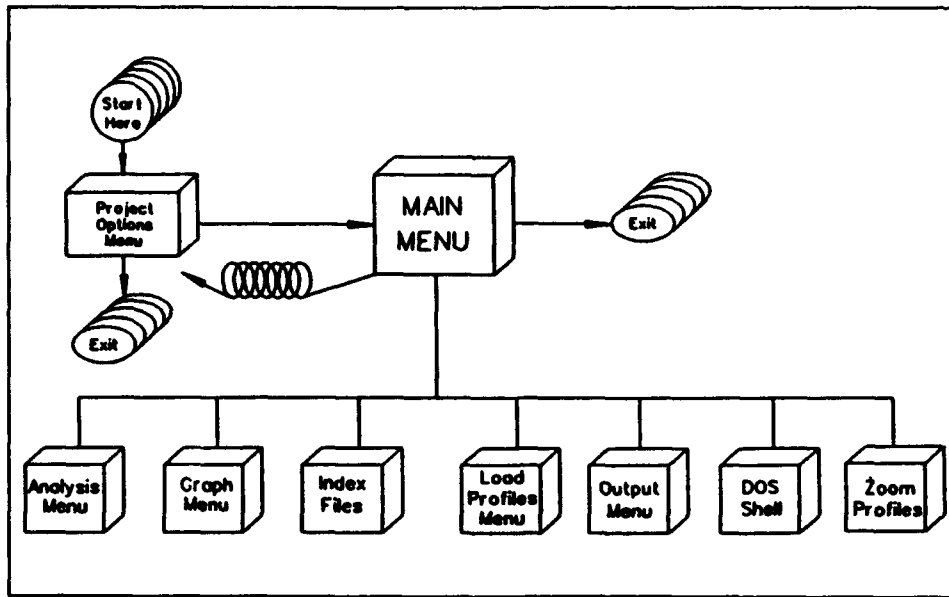 Start
Here
Project
Options
Menu
MAIN
MENU
Exit
Exit
Analysis
Menu
Graph
Menu
Index
Files
Load
Profiles
Menu
Output
Menu
DOS
Shell
Zoom
Profiles